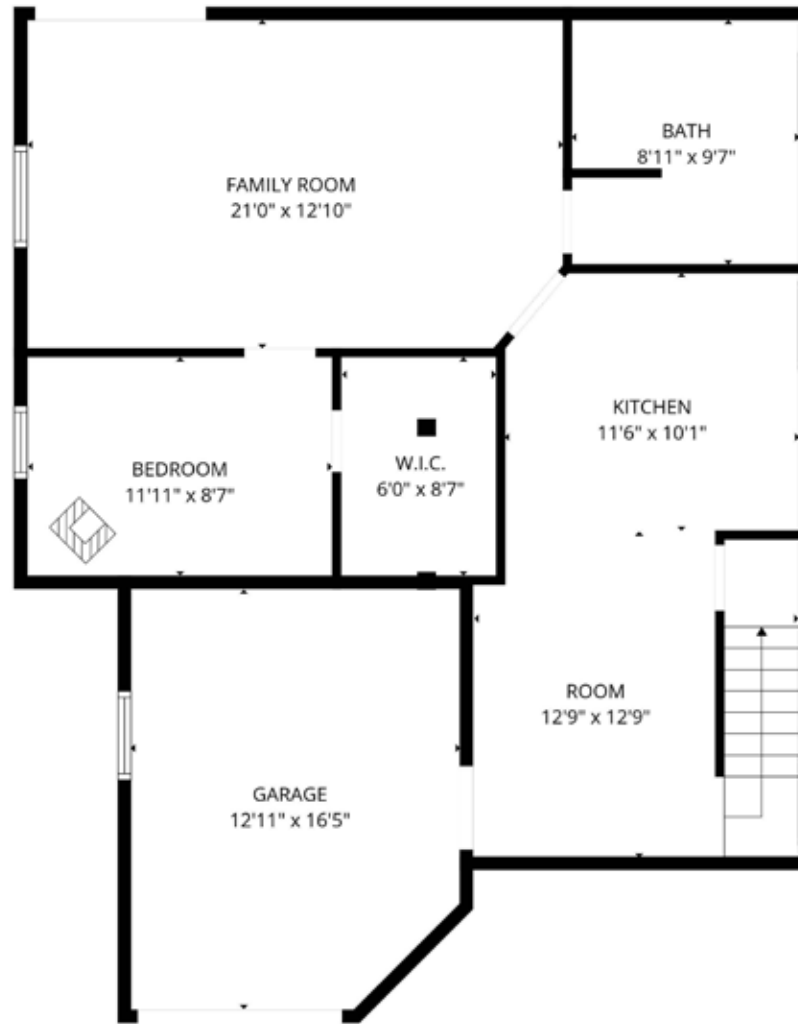 BATH
8'11" x 9'7"
FAMILY ROOM
21'0" x 12'10"
KITCHEN
11'6" x 10'1"
W.I.C.
6'0" x 8'7"
BEDROOM
11'11" x 8'7"
ROOM
12'9" x 12'9"
GARAGE
12'11" x 16'5"